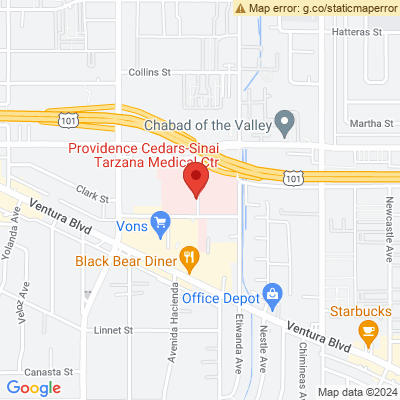 Map error: g.co/staticmaperror
Hatteras St
Collins St
101
Chabad of the Valley
Martha St
Providence Cedars-Sinai
Tarzana Medical Ctr
101
Clark St
Ventura Blvd
Yolanda Ave
Newcastle Ave
Vons
Black Bear Diner
Office Depot
Veloz Ave
Avenida Hacienda
Etiwanda Ave
Nestle Ave
Chimineas Ave
Ventura Blvd
Starbucks
Linnet St
Canasta St
Google
Map data ©2024